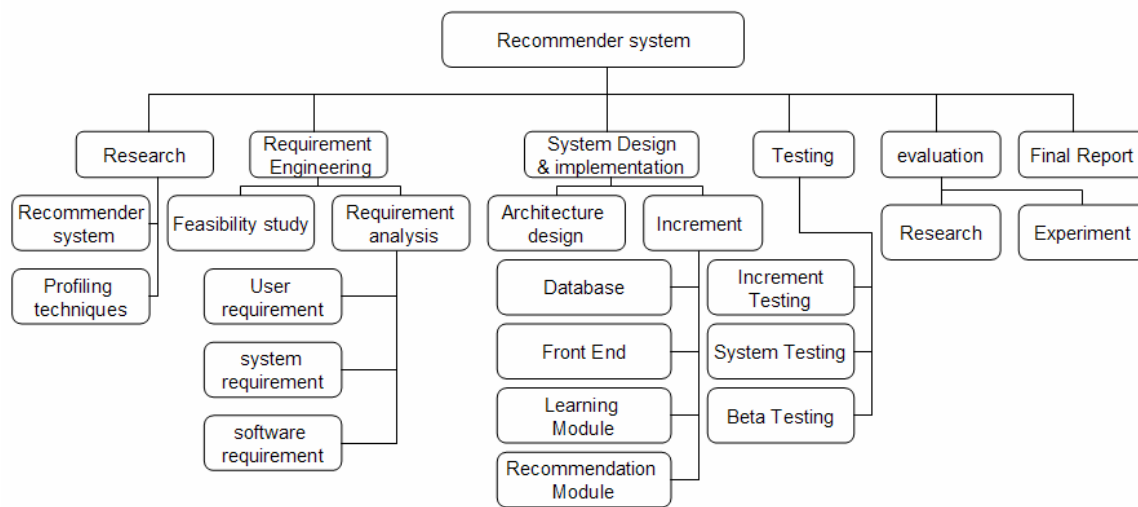 Recommender system
Research
Requirement
Engineering
System Design
& implementation
Testing
evaluation
Final Report
Recommender
system
Feasibility study
Requirement
analysis
Architecture
design
Increment
Research
Experiment
Profiling
techniques
User
requirement
Database
Increment
Testing
system
requirement
Front End
System Testing
software
requirement
Learning
Module
Beta Testing
Recommendation
Module